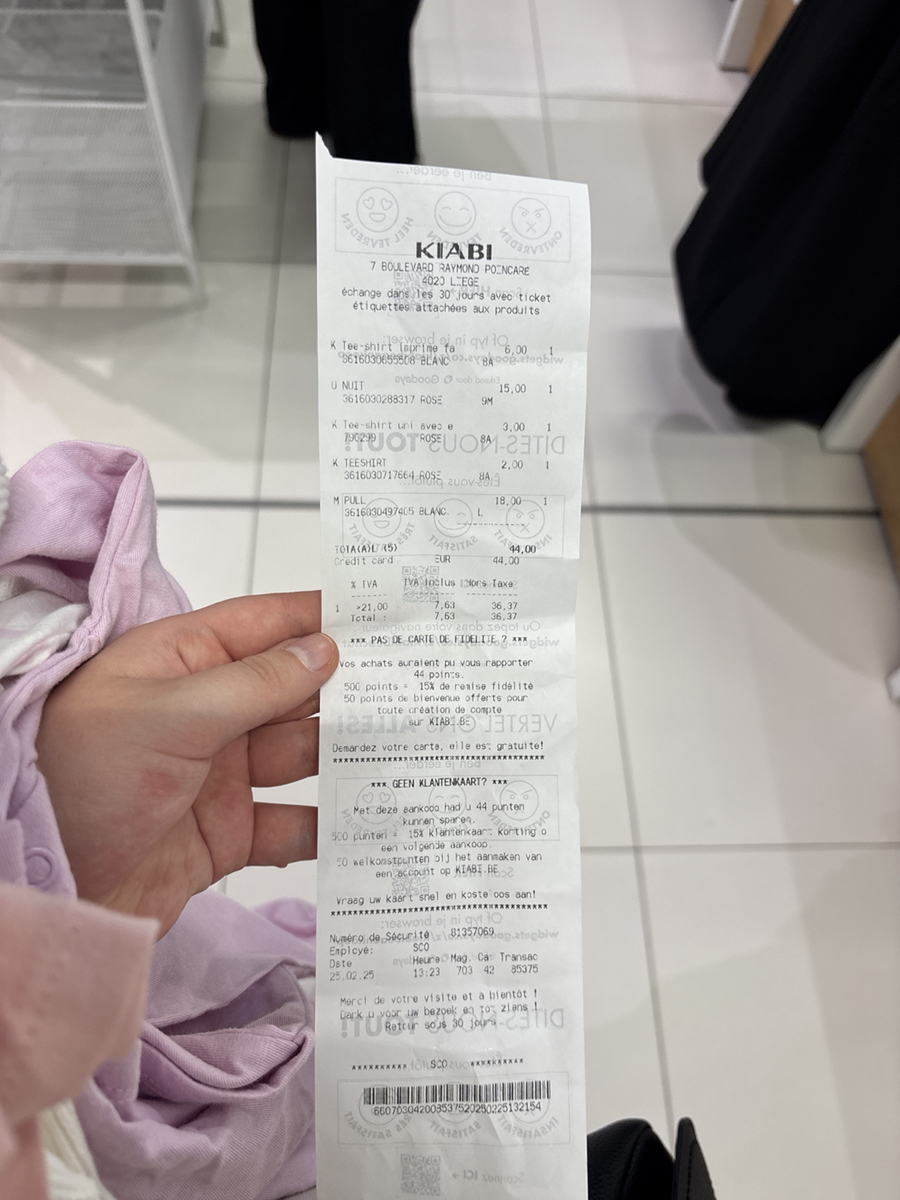 KIABI
7 BOULEVARD RAYMOND POINCARE
4020 LIEGE
échange dans les 30 jours avec ticket
étiquettes attachées aux produits
K Tee-shirt imprime fa 6,00 1
3616030655508 BLANC 8A
U NUIT 15,00 1
3616030288317 ROSE 9M
K Tee-shirt uni avec e 3,00 1
790299 ROSE 8A
K TEESHIRT 2,00 1
3616030717664 ROSE 8A
M PULL 18,00 1
3616030497405 BLANC L
------------
TOTA(A)L (5) 44,00
Credit card EUR 44,00
% TVA TVA Inclus Hors Taxe
1 >21,00 7,63 36,37
Total : 7,63 36,37
*** PAS DE CARTE DE FIDELITE ? ***
Vos achats auraient pu vous rapporter
44 points.
500 points = 15% de remise fidélité
50 points de bienvenue offerts pour
toute création de compte
sur KIABI.BE
Demandez votre carte, elle est gratuite!
****************************************
*** GEEN KLANTENKAART? ***
Met deze aankoop had u 44 punten
kunnen sparen.
500 punten = 15% klantenkaart korting o
een volgende aankoop.
50 welkomstpunten bij het aanmaken van
een account op KIABI.BE
Vraag uw kaart snel en kosteloos aan!
****************************************
Numéro de Sécurité 81357069
Employé: SCO
Date Heure Mag. Ca Transac
25.02.25 13:23 703 42 85375
Merci de votre visite et à bientôt !
Dank u voor uw bezoek en tot ziens !
Retour sous 30 jours
********** SCO **********
660703042008537520250225132154